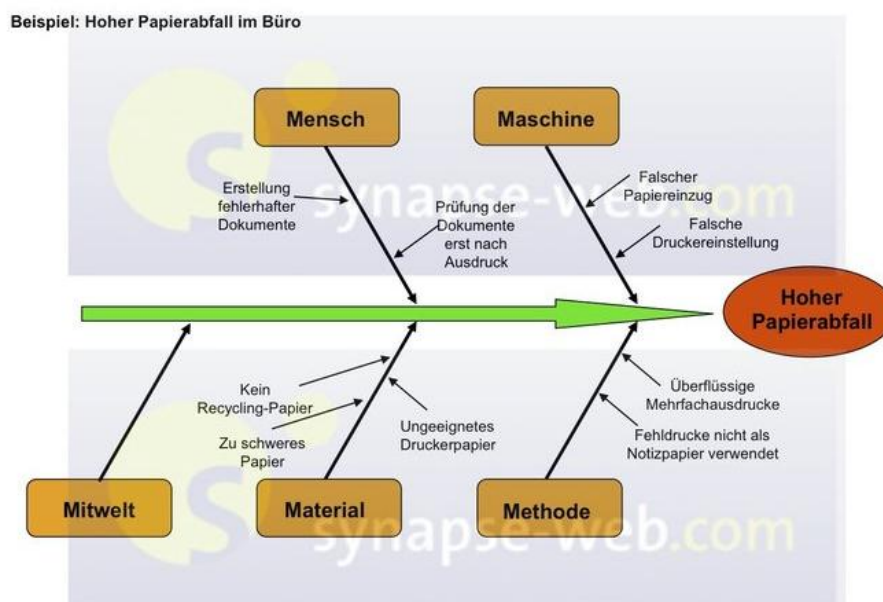 Beispiel: Hoher Papierabfall im Büro
Mensch
Maschine
Erstellung
fehlerhafter
Dokumente
Prüfung der
Dokumente
erst nach
Ausdruck
Falscher
Papiereinzug
Falsche
Druckereinstellung
synapse-web.com
Hoher
Papierabfall
Kein
Recycling-Papier
Zu schweres
Papier
Ungeeignetes
Druckerpapier
Überflüssige
Mehrfachausdrucke
Fehldrucke nicht als
Notizpapier verwendet
Mitwelt
Material
Methode
synapse-web.com